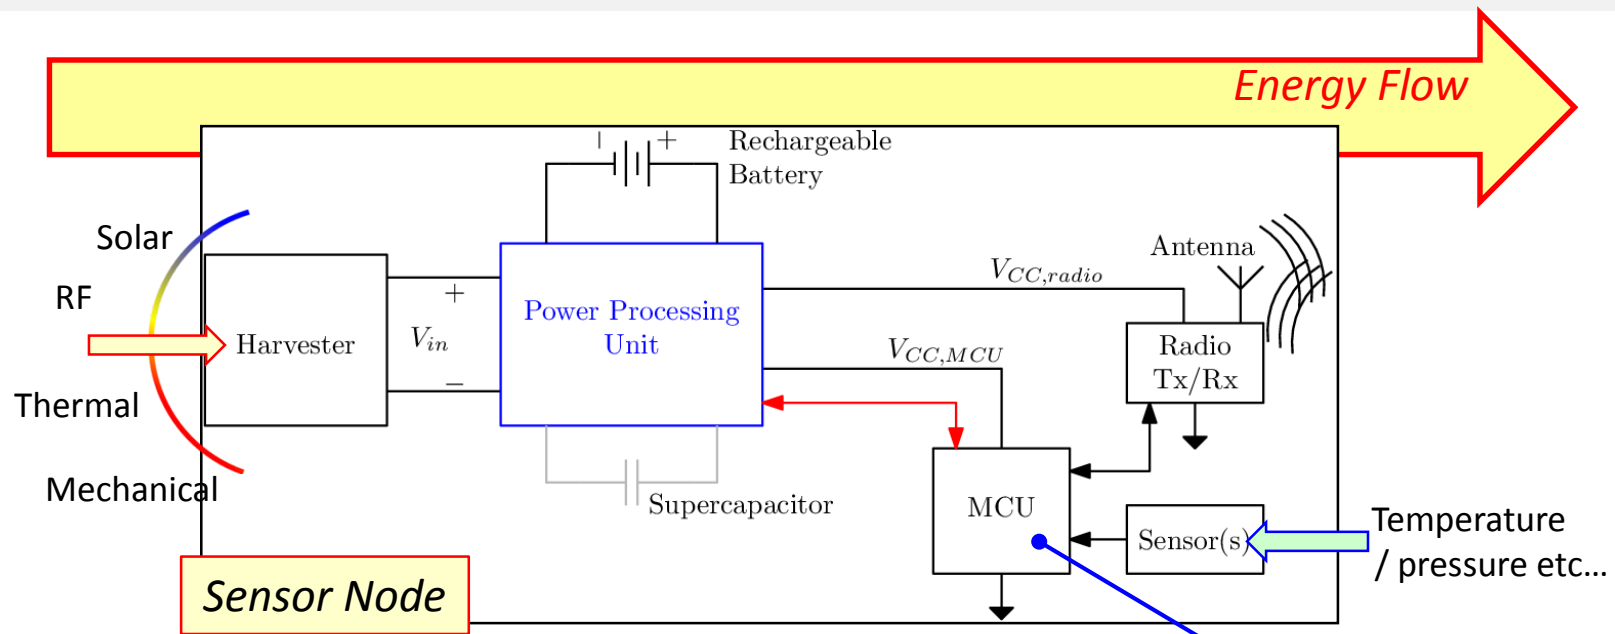 Energy Flow
Rechargeable
Battery
Solar
RF
Thermal
Mechanical
Harvester
+
V_{in}
−
Power Processing
Unit
Supercapacitor
V_{CC,radio}
V_{CC,MCU}
Antenna
Radio
Tx/Rx
MCU
Sensor(s)
Temperature
/ pressure etc...
Sensor Node